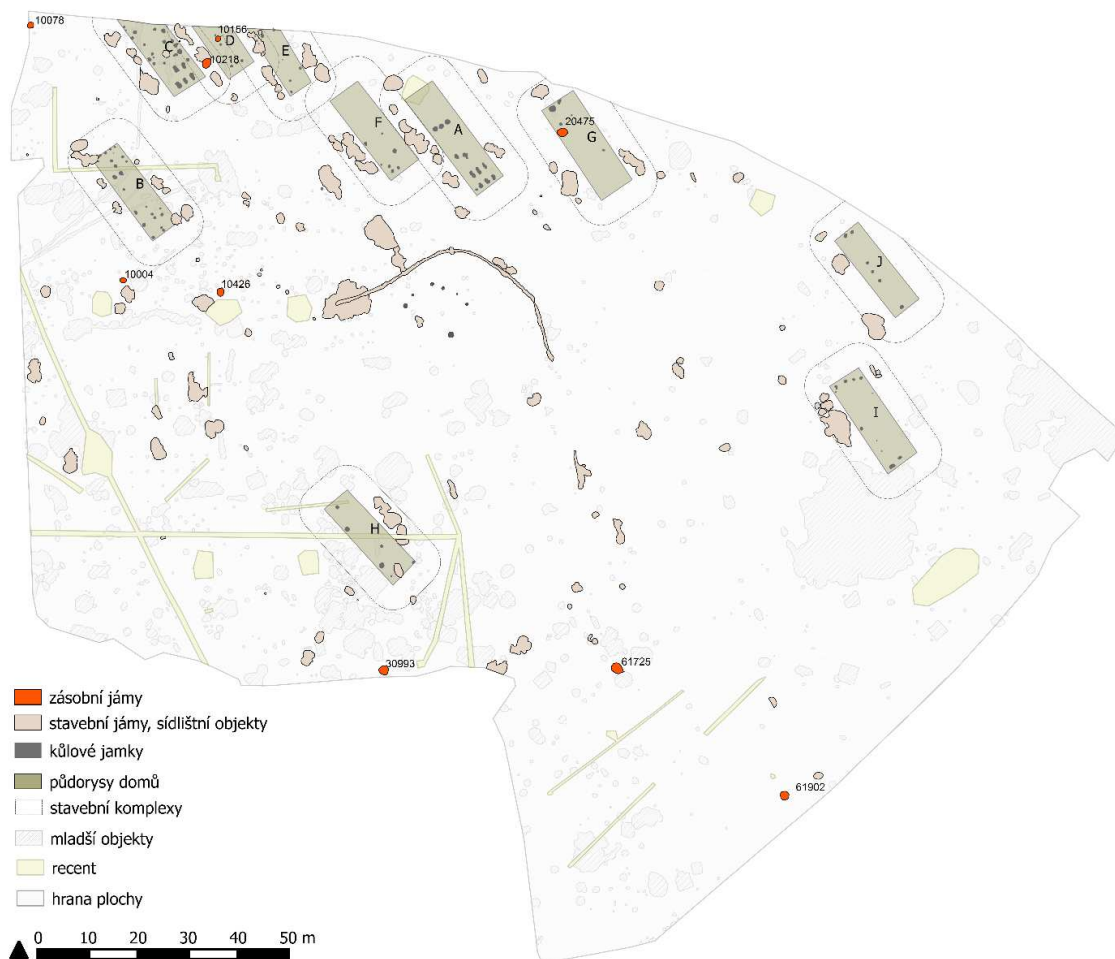 10078
10156
C
D
E
10218
F
A
20475
G
B
J
10004
10426
I
H
30993
61725
61902
zásobní jámy
stavební jámy, sídlištní objekty
kůlové jamky
půdorysy domů
stavební komplexy
mladší objekty
recent
hrana plochy
0 10 20 30 40 50 m